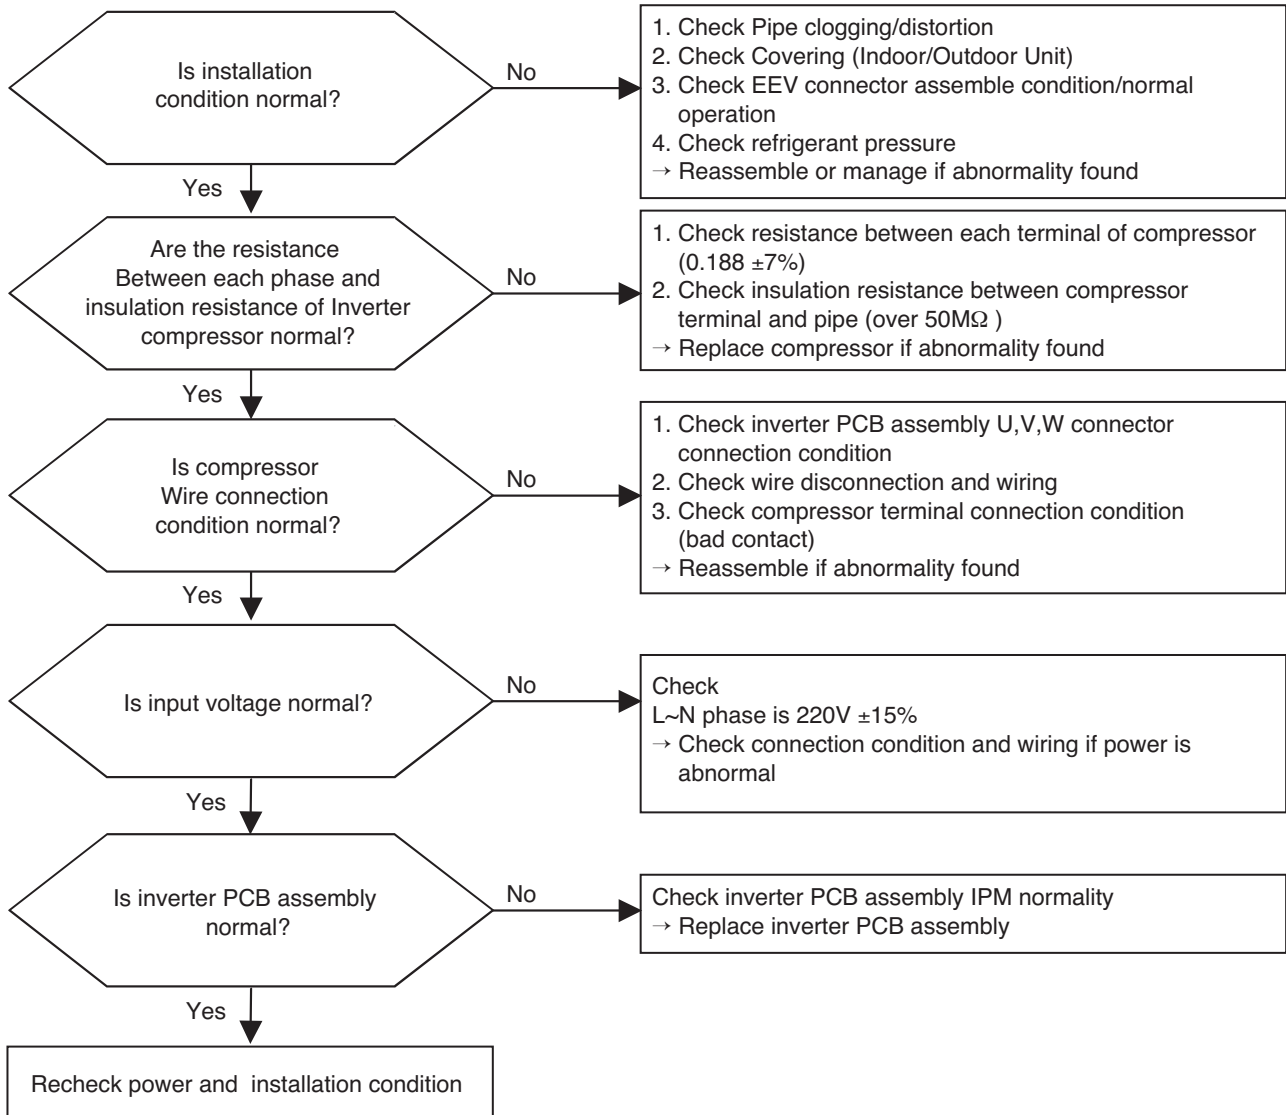 Is installation
condition normal?
No
1. Check Pipe clogging/distortion
2. Check Covering (Indoor/Outdoor Unit)
3. Check EEV connector assemble condition/normal
operation
4. Check refrigerant pressure
→ Reassemble or manage if abnormality found
Yes
Are the resistance
Between each phase and
insulation resistance of Inverter
compressor normal?
No
1. Check resistance between each terminal of compressor
(0.188 ±7%)
2. Check insulation resistance between compressor
terminal and pipe (over 50MΩ )
→ Replace compressor if abnormality found
Yes
Is compressor
Wire connection
condition normal?
No
1. Check inverter PCB assembly U,V,W connector
connection condition
2. Check wire disconnection and wiring
3. Check compressor terminal connection condition
(bad contact)
→ Reassemble if abnormality found
Yes
Is input voltage normal?
No
Check
L~N phase is 220V ±15%
→ Check connection condition and wiring if power is
abnormal
Yes
Is inverter PCB assembly
normal?
No
Check inverter PCB assembly IPM normality
→ Replace inverter PCB assembly
Yes
Recheck power and  installation condition